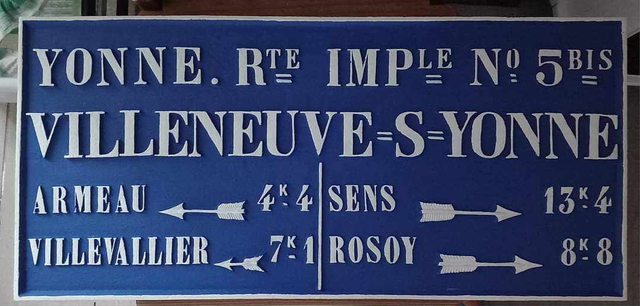 YONNE. RTE IMPLE NO 5BIS
VILLENEUVE=S=YONNE
ARMEAU 4K4 SENS 13K4
VILLEVALLIER 7K1 ROSOY 8K8